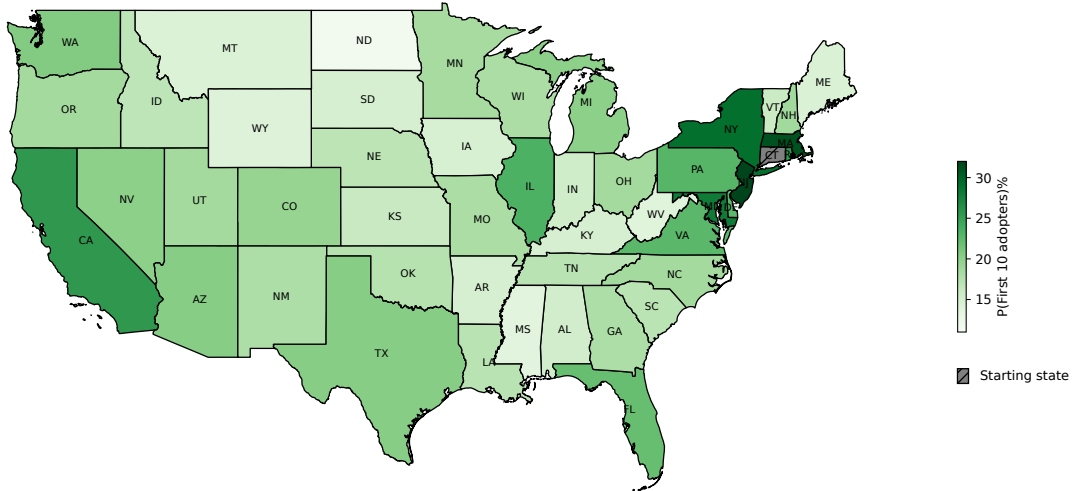 WA
MT
ND
MN
ME
OR
ID
SD
WI
MI
VT
NH
WY
NY
IA
MA
NE
CT
PA
NV
UT
CO
IL
IN
OH
KS
MO
WV
CA
KY
VA
AZ
NM
OK
TN
NC
AR
SC
MS
AL
GA
TX
LA
FL
30
25
20
15
P(First 10 adopters)%
Starting state